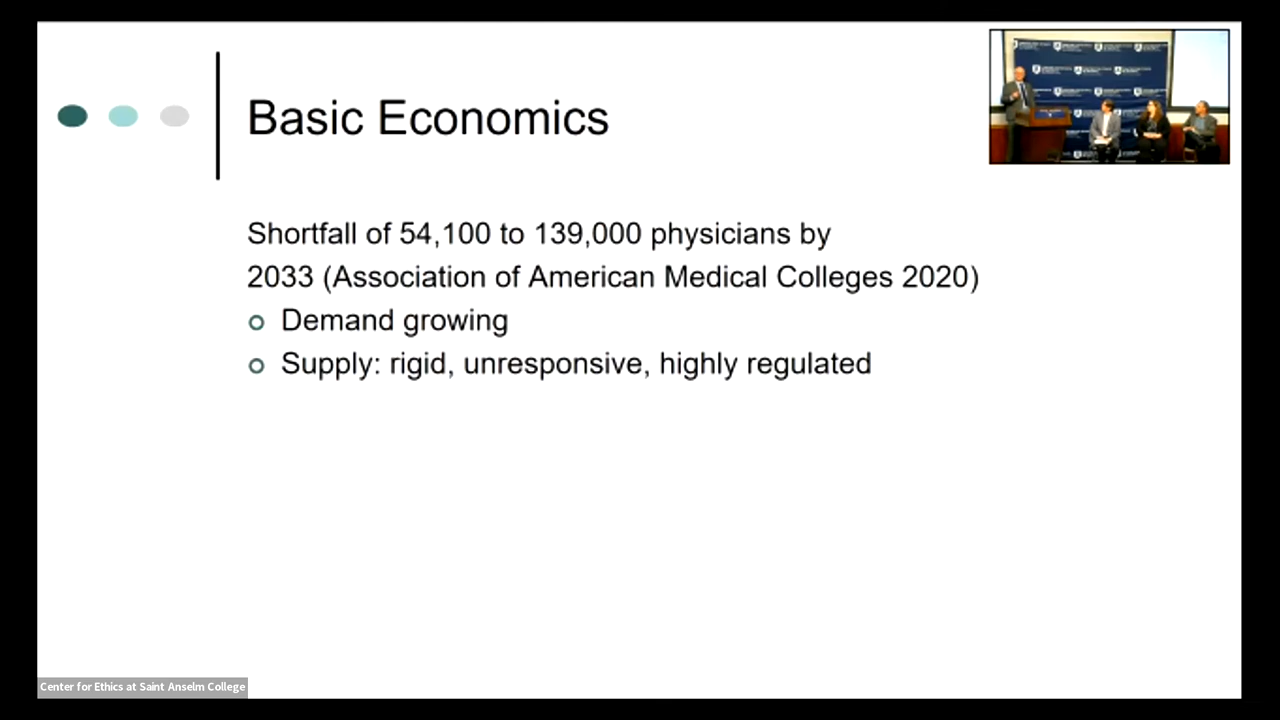 Basic Economics
Shortfall of 54,100 to 139,000 physicians by
2033 (Association of American Medical Colleges 2020)
Demand growing
Supply: rigid, unresponsive, highly regulated
Center for Ethics at Saint Anselm College